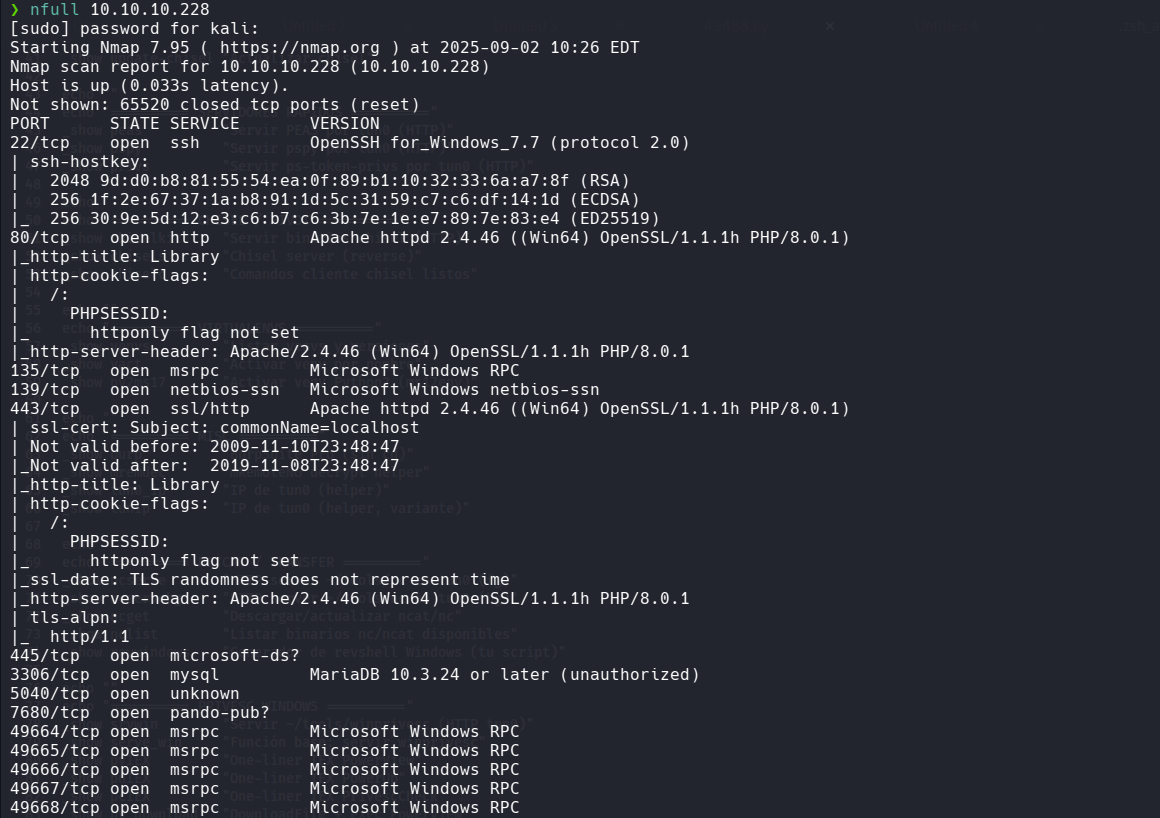 ❯ nfull 10.10.10.228
[sudo] password for kali:
Starting Nmap 7.95 ( https://nmap.org ) at 2025-09-02 10:26 EDT
Nmap scan report for 10.10.10.228 (10.10.10.228)
Host is up (0.033s latency).
Not shown: 65520 closed tcp ports (reset)
PORT      STATE SERVICE       VERSION
22/tcp    open  ssh           OpenSSH for_Windows_7.7 (protocol 2.0)
| ssh-hostkey:
|   2048 9d:d0:b8:81:55:54:ea:0f:89:b1:10:32:33:6a:a7:8f (RSA)
|   256 1f:2e:67:37:1a:b8:91:1d:5c:31:59:c7:c6:df:14:1d (ECDSA)
|_  256 30:9e:5d:12:e3:c6:b7:c6:3b:7e:1e:e7:89:7e:83:e4 (ED25519)
80/tcp    open  http          Apache httpd 2.4.46 ((Win64) OpenSSL/1.1.1h PHP/8.0.1)
|_http-title: Library
| http-cookie-flags:
|   /:
|     PHPSESSID:
|_      httponly flag not set
|_http-server-header: Apache/2.4.46 (Win64) OpenSSL/1.1.1h PHP/8.0.1
135/tcp   open  msrpc         Microsoft Windows RPC
139/tcp   open  netbios-ssn   Microsoft Windows netbios-ssn
443/tcp   open  ssl/http      Apache httpd 2.4.46 ((Win64) OpenSSL/1.1.1h PHP/8.0.1)
| ssl-cert: Subject: commonName=localhost
| Not valid before: 2009-11-10T23:48:47
|_Not valid after:  2019-11-08T23:48:47
|_http-title: Library
| http-cookie-flags:
|   /:
|     PHPSESSID:
|_      httponly flag not set
|_ssl-date: TLS randomness does not represent time
|_http-server-header: Apache/2.4.46 (Win64) OpenSSL/1.1.1h PHP/8.0.1
| tls-alpn:
|_  http/1.1
445/tcp   open  microsoft-ds?
3306/tcp  open  mysql         MariaDB 10.3.24 or later (unauthorized)
5040/tcp  open  unknown
7680/tcp  open  pando-pub?
49664/tcp open  msrpc         Microsoft Windows RPC
49665/tcp open  msrpc         Microsoft Windows RPC
49666/tcp open  msrpc         Microsoft Windows RPC
49667/tcp open  msrpc         Microsoft Windows RPC
49668/tcp open  msrpc         Microsoft Windows RPC